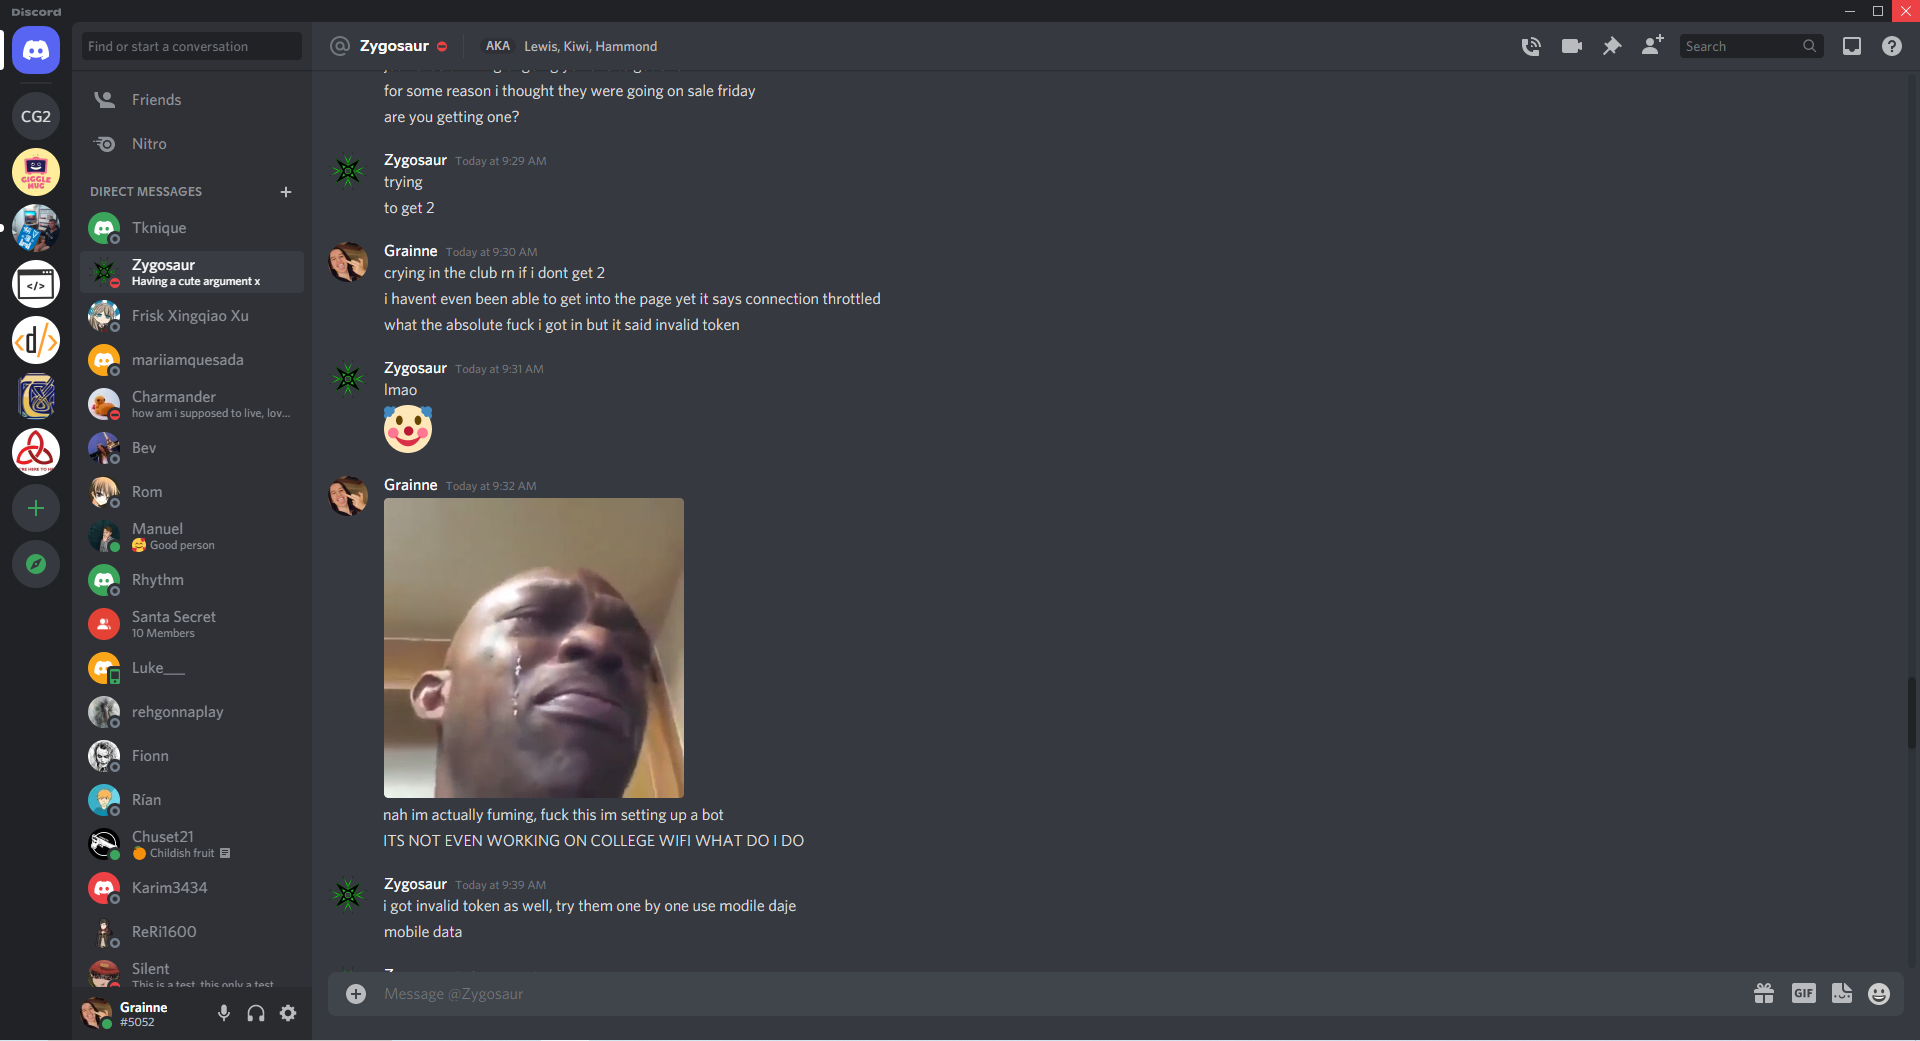 Discord
Find or start a conversation
Zygosaur
AKA
Lewis, Kiwi, Hammond
Search
CG2
GIGGLE
MUG
Friends
Nitro
DIRECT MESSAGES
Tknique
Zygosaur
Having a cute argument x
Frisk Xingqiao Xu
mariiamquesada
Charmander
how am i supposed to live, lov...
Bev
Rom
Manuel
Good person
Rhythm
Santa Secret
10 Members
Luke___
rehgonnaplay
Fionn
Rían
Chuset21
Childish fruit
Karim3434
ReRi1600
Silent
This is a test, this only a test
Grainne
#5052
for some reason i thought they were going on sale friday
are you getting one?
Zygosaur Today at 9:29 AM
trying
to get 2
Grainne Today at 9:30 AM
crying in the club rn if i dont get 2
i havent even been able to get into the page yet it says connection throttled
what the absolute fuck i got in but it said invalid token
Zygosaur Today at 9:31 AM
lmao
Grainne Today at 9:32 AM
nah im actually fuming, fuck this im setting up a bot
ITS NOT EVEN WORKING ON COLLEGE WIFI WHAT DO I DO
Zygosaur Today at 9:39 AM
i got invalid token as well, try them one by one use modile daje
mobile data
Message @Zygosaur
GIF